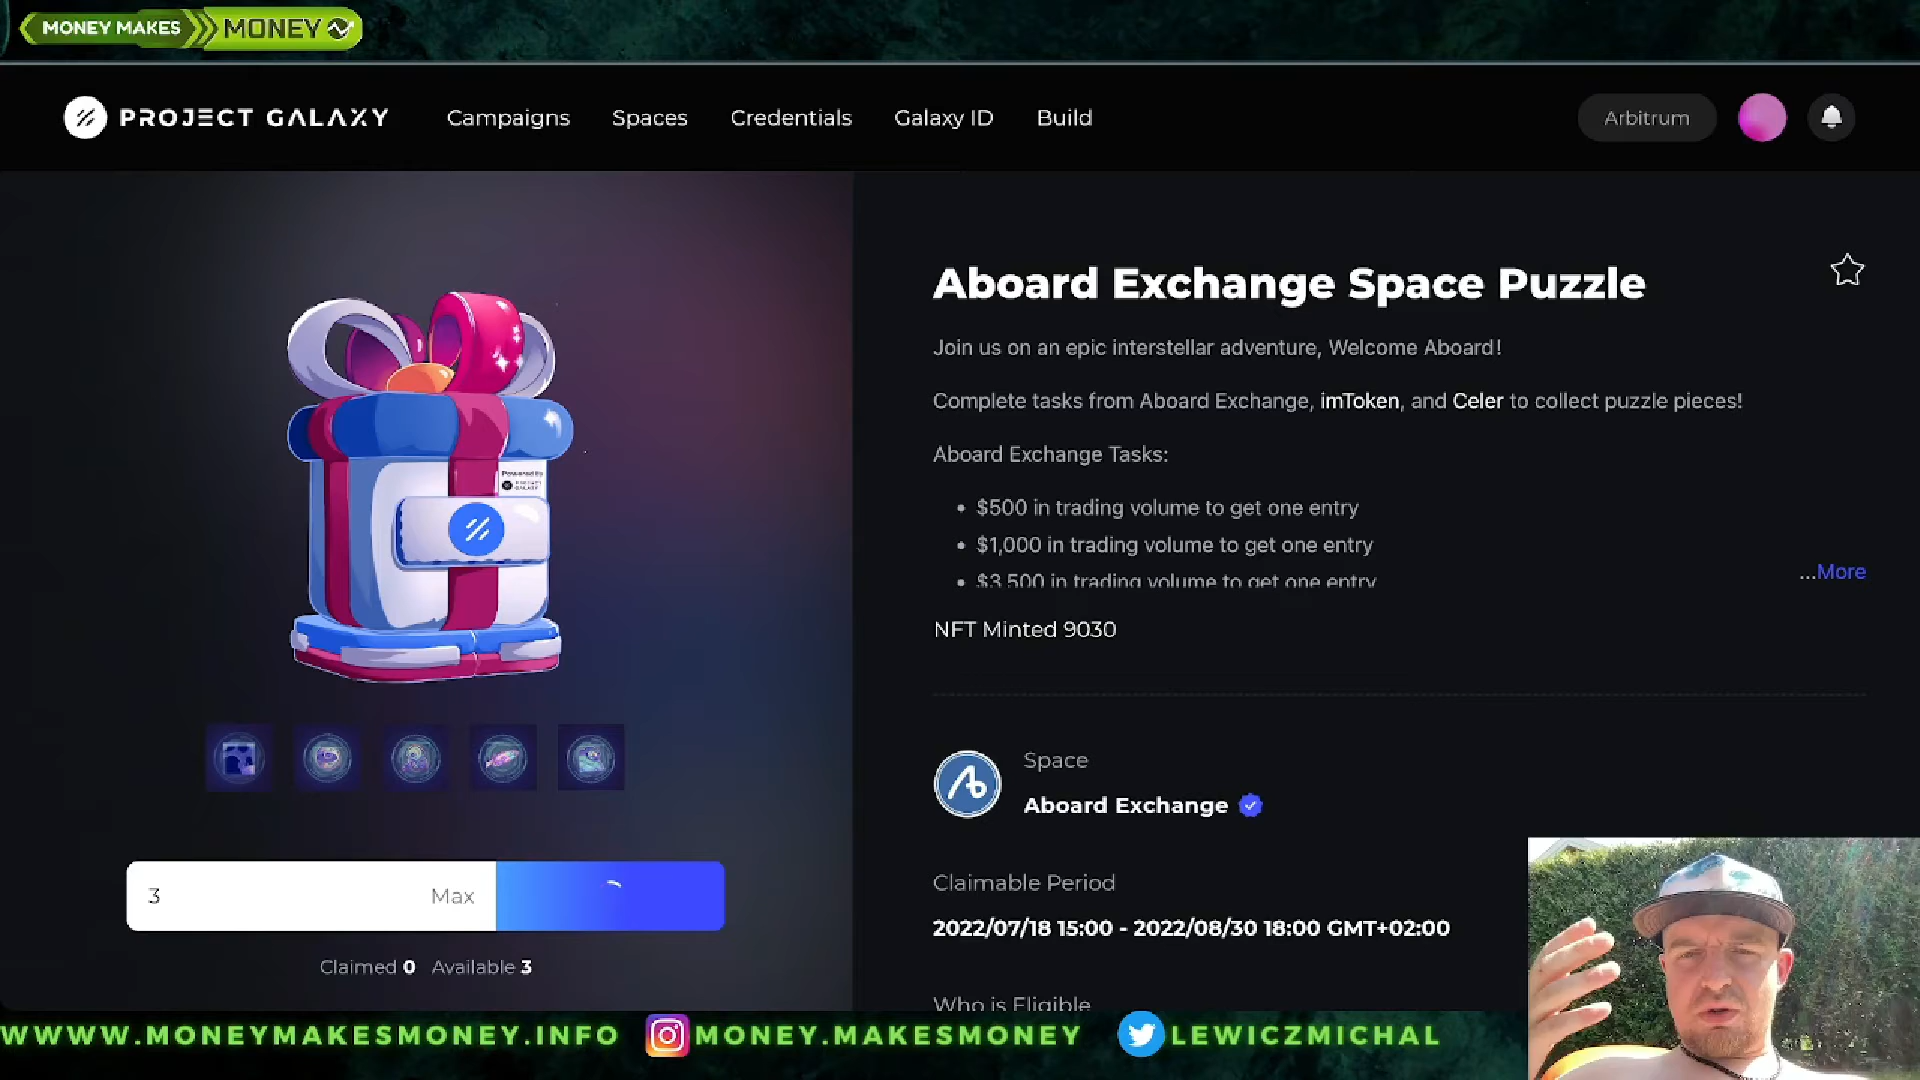 MONEY MAKES MONEY
PROJECT GALAXY
Campaigns
Spaces
Credentials
Galaxy ID
Build
Arbitrum
Aboard Exchange Space Puzzle
Join us on an epic interstellar adventure, Welcome Aboard!
Complete tasks from Aboard Exchange, imToken, and Celer to collect puzzle pieces!
Aboard Exchange Tasks:
• $500 in trading volume to get one entry
• $1,000 in trading volume to get one entry
• $3,500 in trading volume to get one entry
...More
NFT Minted 9030
Powered By
PROJECT GALAXY
Space
Aboard Exchange
3
Max
Claimed 0 Available 3
Claimable Period
2022/07/18 15:00 - 2022/08/30 18:00 GMT+02:00
Who is Eligible
WWWW.MONEYMAKESMONEY.INFO
MONEY.MAKESMONEY
LEWICZMICHAL